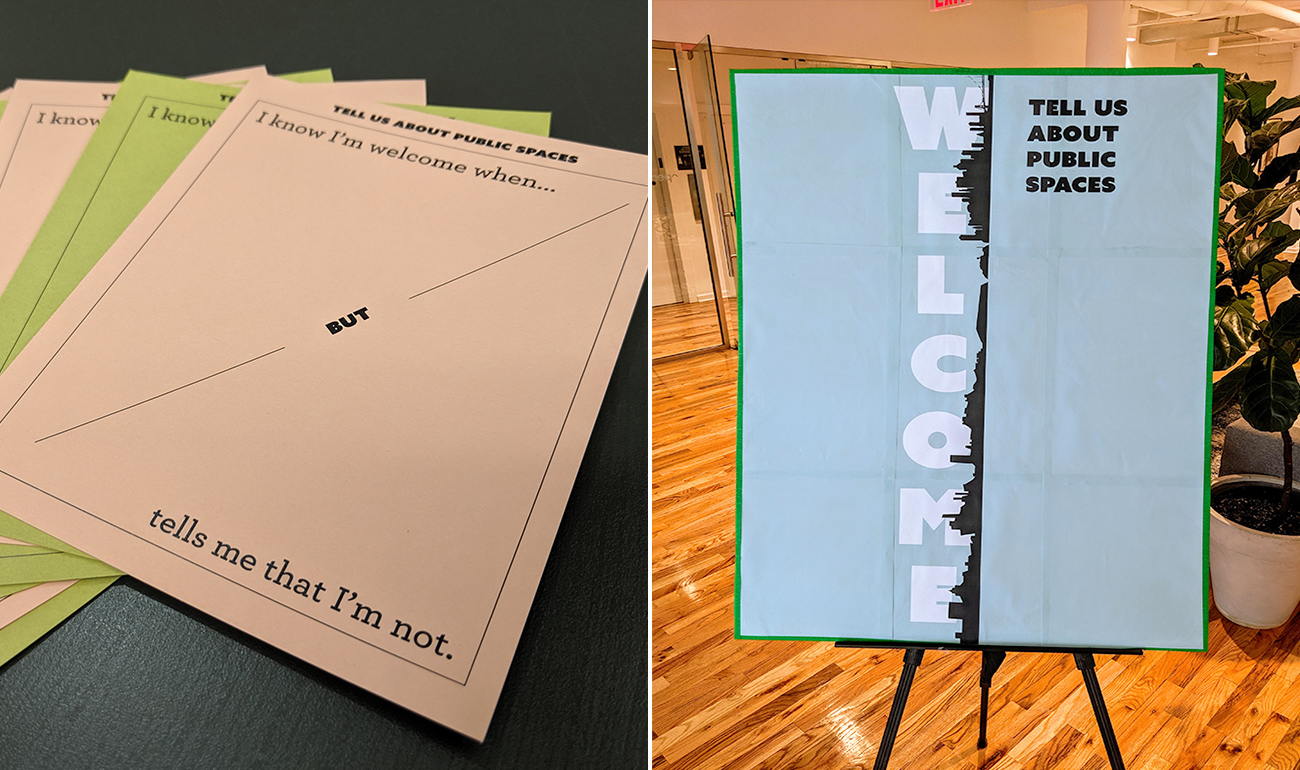 TELL US ABOUT PUBLIC SPACES
I know I'm welcome when...
BUT
tells me that I'm not.
I know
I know
WELCOME
TELL US
ABOUT
PUBLIC
SPACES